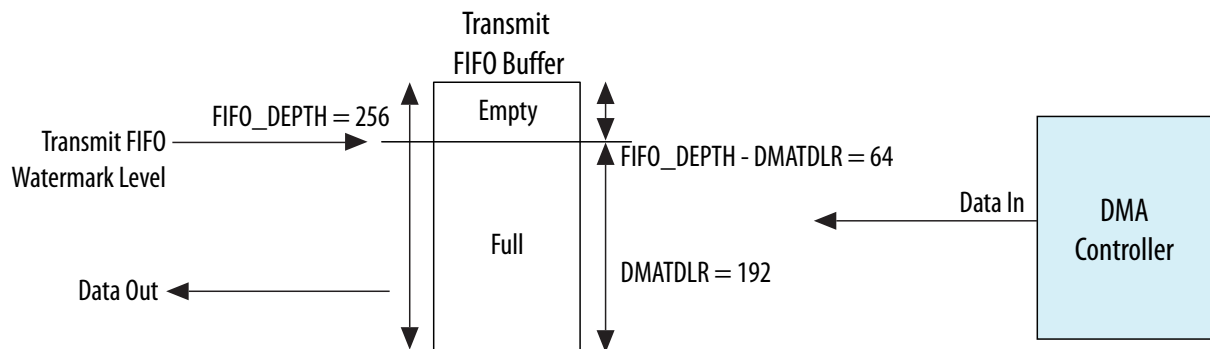 Transmit
FIFO Buffer
FIFO_DEPTH = 256
Empty
Transmit FIFO
Watermark Level
FIFO_DEPTH - DMATDLR = 64
Data In
DMA
Controller
Full
DMATDLR = 192
Data Out